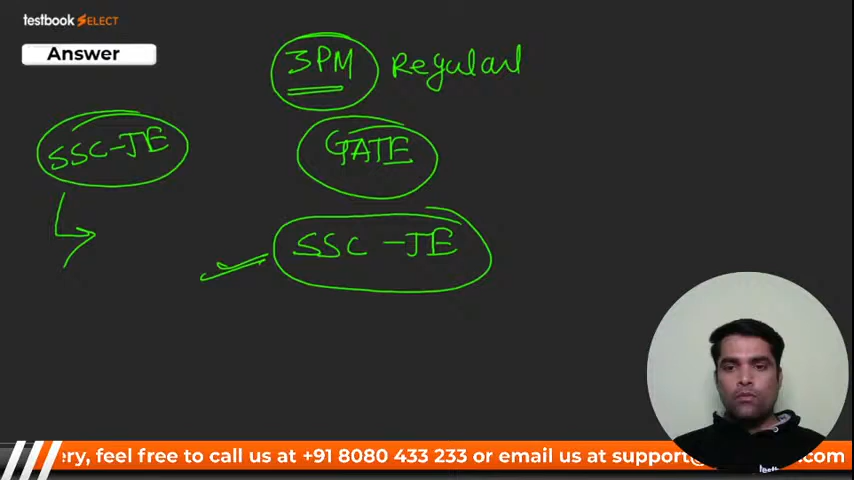 testbook SELECT
Answer
3PM Regular
SSC-JE
GATE
SSC-JE
ery, feel free to call us at +91 8080 433 233 or email us at support@
com